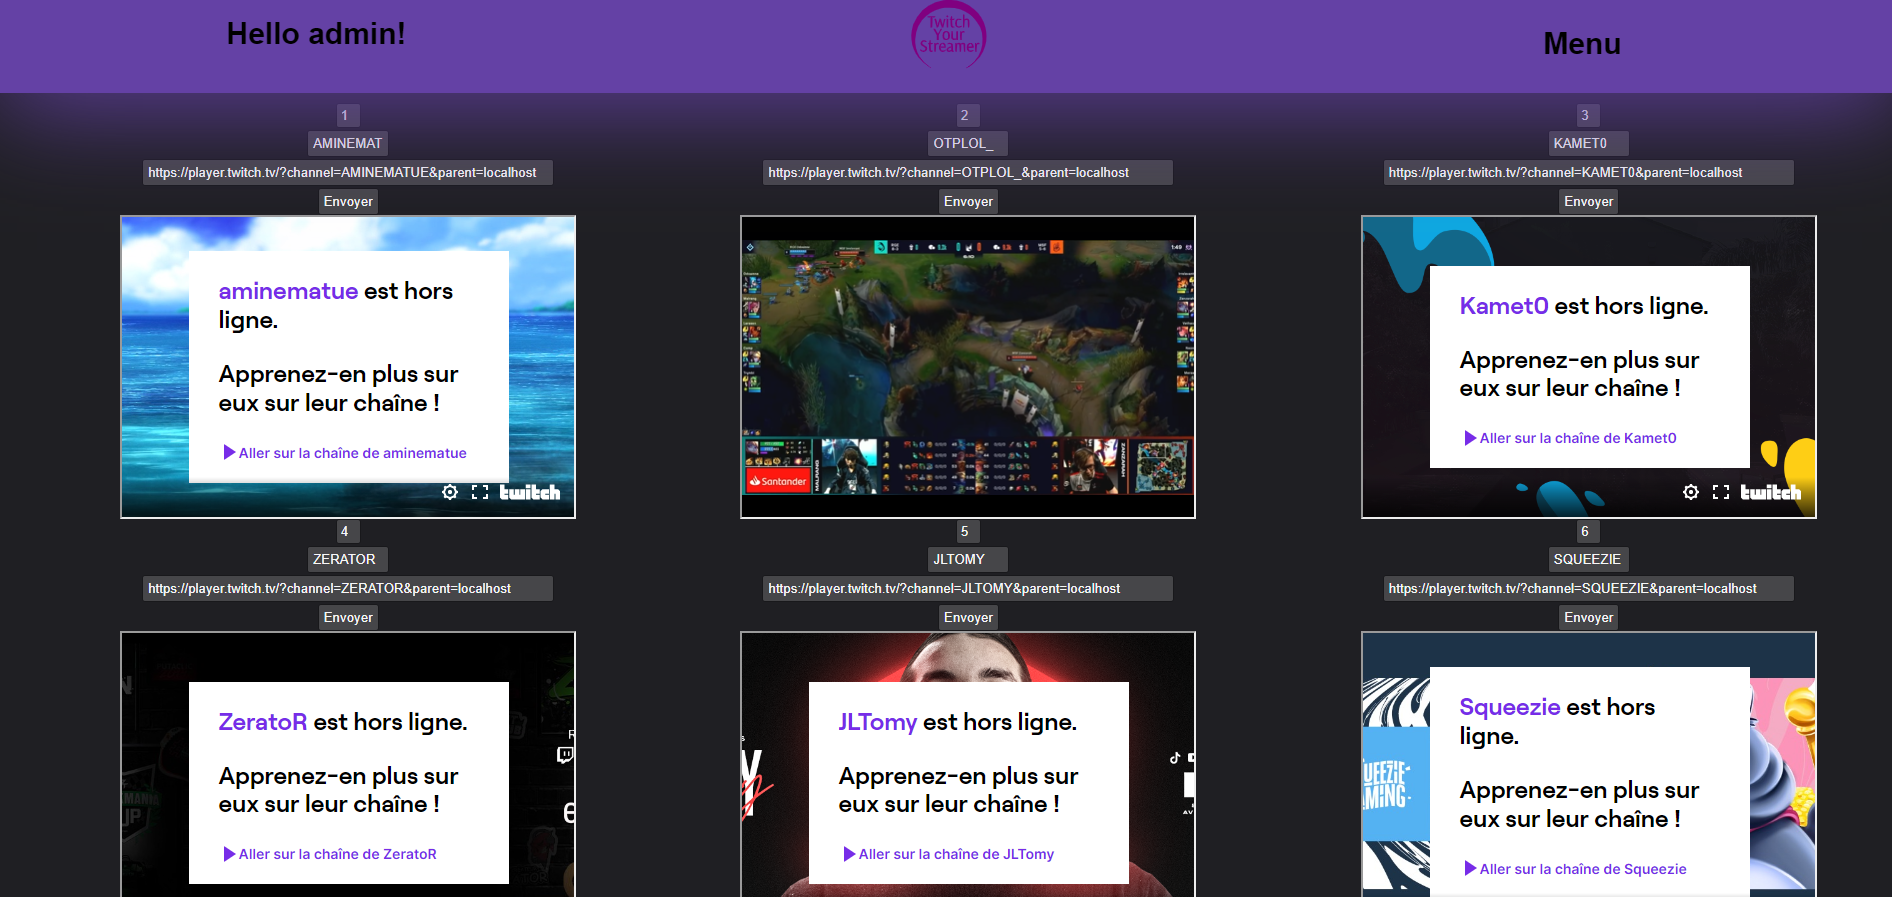 Hello admin!
Twitch
Your
Streamer
Menu
1
AMINEMAT
https://player.twitch.tv/?channel=AMINEMATUE&parent=localhost
Envoyer
aminematue est hors
ligne.
Apprenez-en plus sur
eux sur leur chaîne !
Aller sur la chaîne de aminematue
twitch
2
OTPLOL_
https://player.twitch.tv/?channel=OTPLOL_&parent=localhost
Envoyer
1:49
Santander
3
KAMET0
https://player.twitch.tv/?channel=KAMET0&parent=localhost
Envoyer
Kamet0 est hors ligne.
Apprenez-en plus sur
eux sur leur chaîne !
Aller sur la chaîne de Kamet0
twitch
4
ZERATOR
https://player.twitch.tv/?channel=ZERATOR&parent=localhost
Envoyer
ZeratoR est hors ligne.
Apprenez-en plus sur
eux sur leur chaîne !
Aller sur la chaîne de ZeratoR
5
JLTOMY
https://player.twitch.tv/?channel=JLTOMY&parent=localhost
Envoyer
JLTomy est hors ligne.
Apprenez-en plus sur
eux sur leur chaîne !
Aller sur la chaîne de JLTomy
6
SQUEEZIE
https://player.twitch.tv/?channel=SQUEEZIE&parent=localhost
Envoyer
Squeezie est hors
ligne.
Apprenez-en plus sur
eux sur leur chaîne !
Aller sur la chaîne de Squeezie